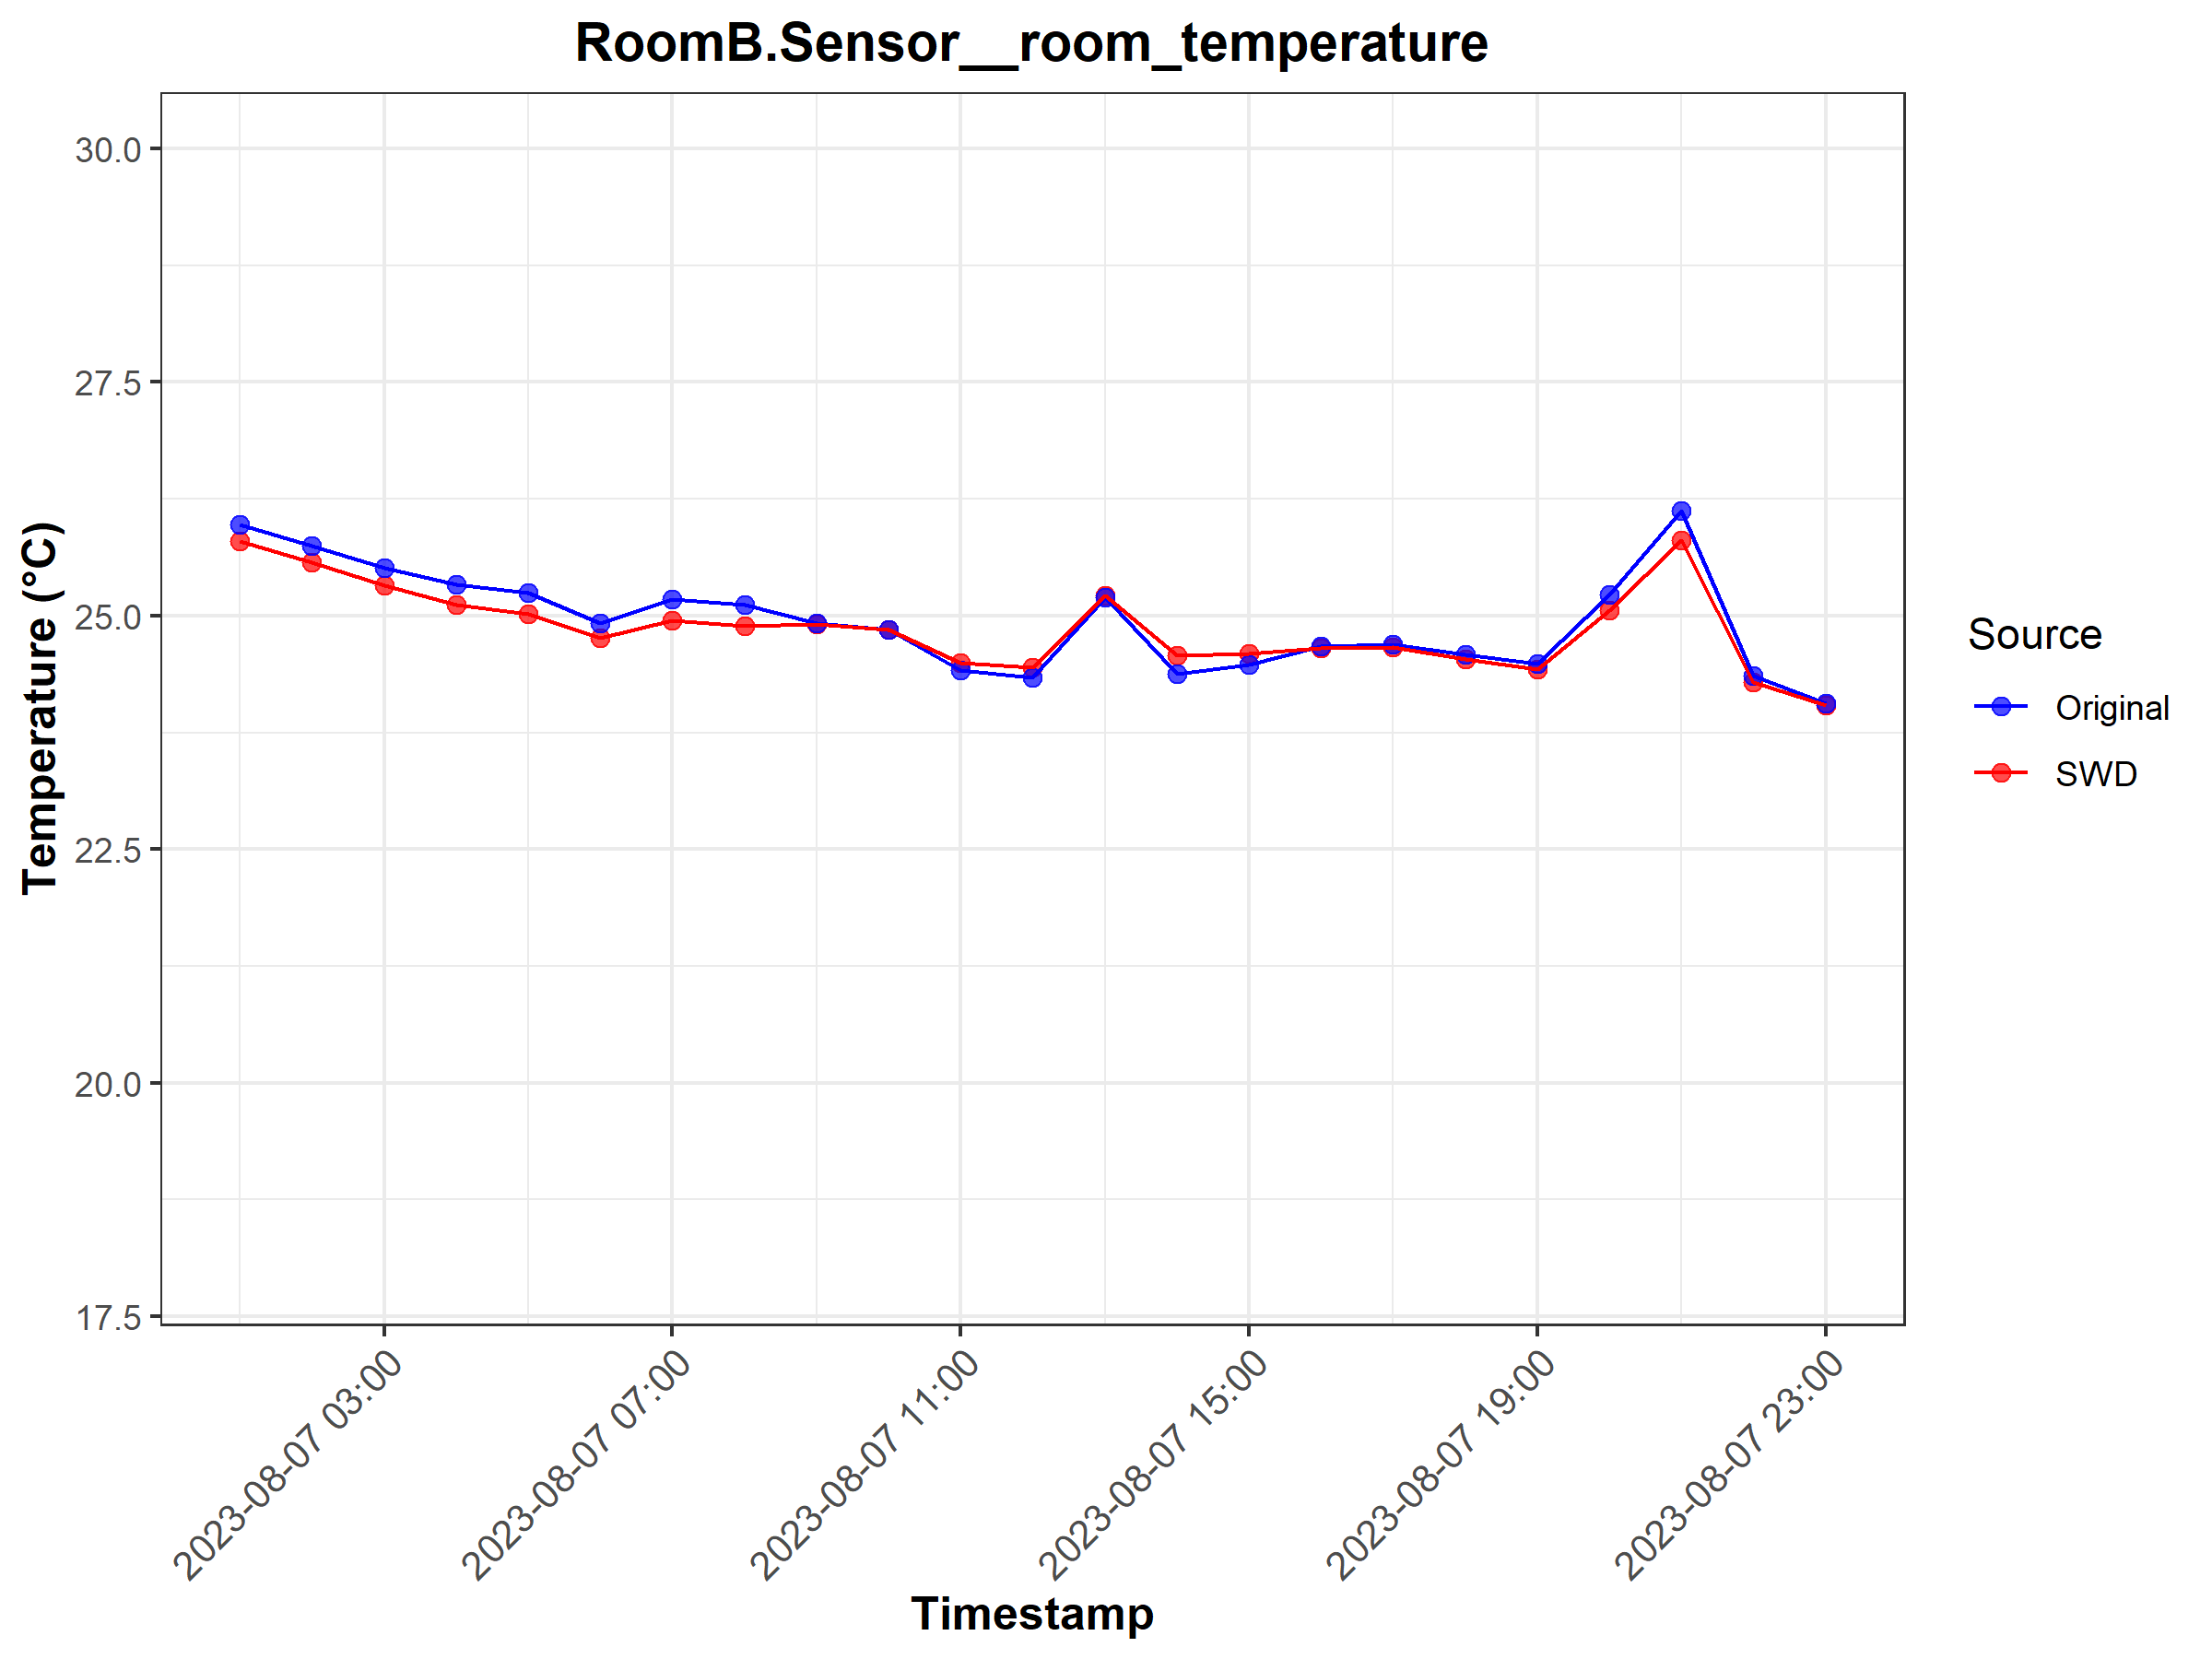 RoomB.Sensor__room_temperature
Temperature (°C)
30.0
27.5
25.0
22.5
20.0
17.5
2023-08-07 03:00
2023-08-07 07:00
2023-08-07 11:00
2023-08-07 15:00
2023-08-07 19:00
2023-08-07 23:00
Timestamp
Source
Original
SWD